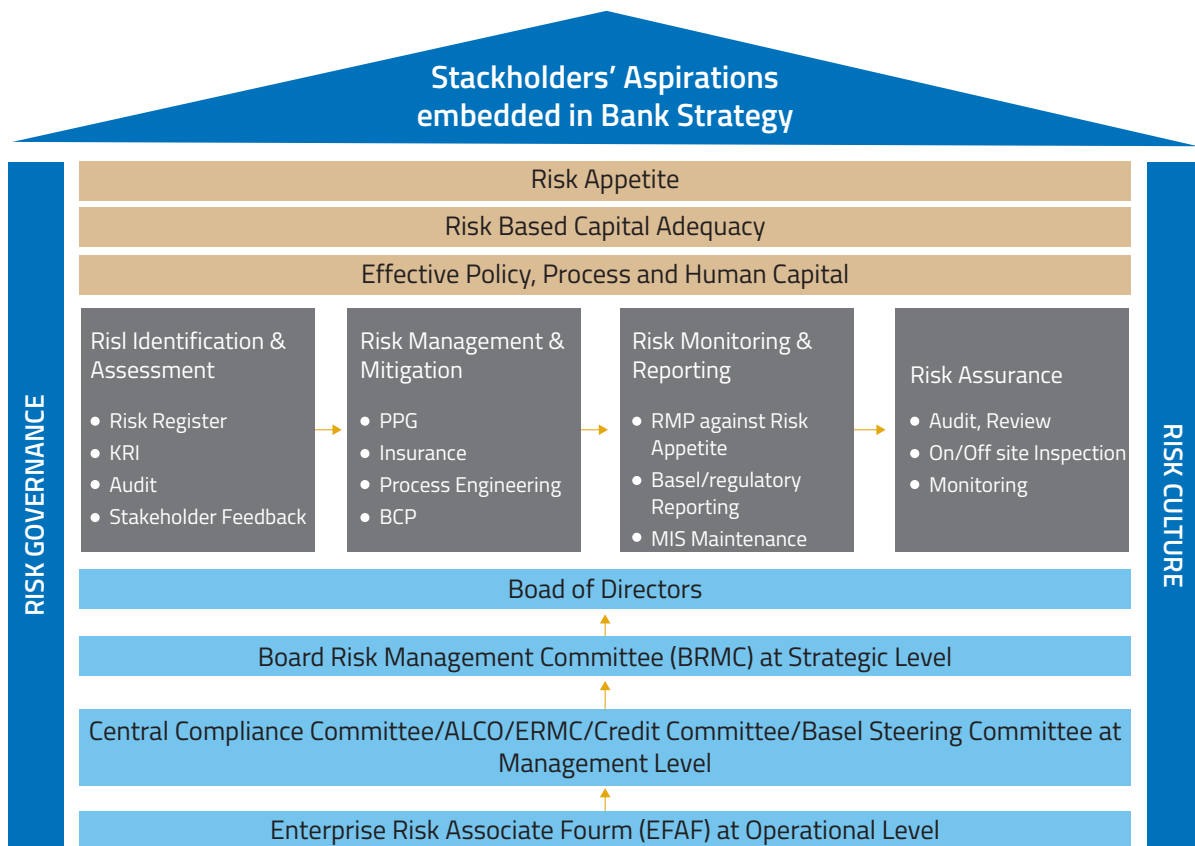 Stackholders' Aspirations
embedded in Bank Strategy
RISK GOVERNANCE
Risk Appetite
Risk Based Capital Adequacy
Effective Policy, Process and Human Capital
Risl Identification &
Assessment
• Risk Register
• KRI
• Audit
• Stakeholder Feedback
Risk Management &
Mitigation
• PPG
• Insurance
• Process Engineering
• BCP
Risk Monitoring &
Reporting
• RMP against Risk
Appetite
• Basel/regulatory
Reporting
• MIS Maintenance
Risk Assurance
• Audit, Review
• On/Off site Inspection
• Monitoring
RISK CULTURE
Boad of Directors
Board Risk Management Committee (BRMC) at Strategic Level
Central Compliance Committee/ALCO/ERMC/Credit Committee/Basel Steering Committee at
Management Level
Enterprise Risk Associate Fourm (EFAF) at Operational Level